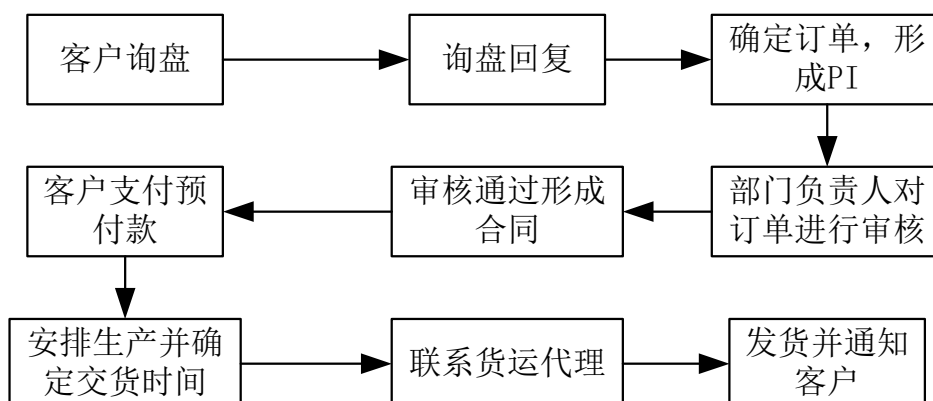 客户询盘
询盘回复
确定订单，形
成PI
客户支付预
付款
审核通过形成
合同
部门负责人对
订单进行审核
安排生产并确
定交货时间
联系货运代理
发货并通知
客户